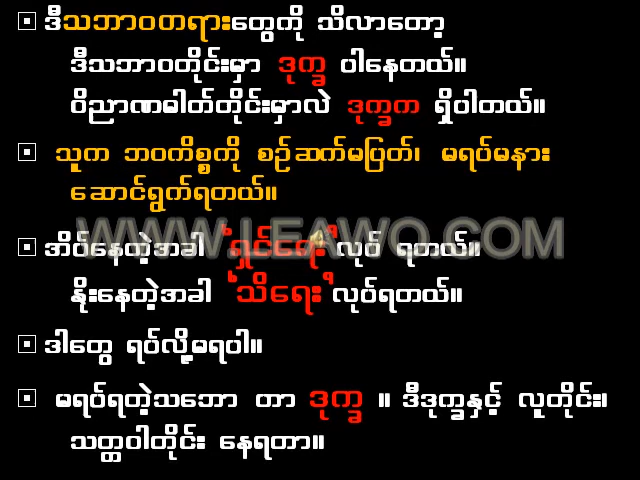 ဒီသဘာဝတရားတွေကို သိလာတော့
ဒီသဘာဝတိုင်းမှာ ဒုက္ခ ပါနေတယ်။
ဝိညာဏဓါတ်တိုင်းမှာလဲ ဒုက္ခက ရှိပါတယ်။
သူက ဘဝကိစ္စကို စဉ်ဆက်မပြတ်၊ မရပ်မနား
ဆောင်ရွက်ရတယ်။
အိပ်နေတဲ့အခါ "ရှင်ရေး"လုပ် ရတယ်။
နိုးနေတဲ့အခါ "သိရေး"လုပ်ရတယ်။
ဒါတွေ ရပ်လို့မရပါ။
မရပ်ရတဲ့သဘော တာ ဒုက္ခ ။ ဒီဒုက္ခနှင့် လူတိုင်း၊
သတ္တဝါတိုင်း နေရတာ။
WWW.LEAWO.COM